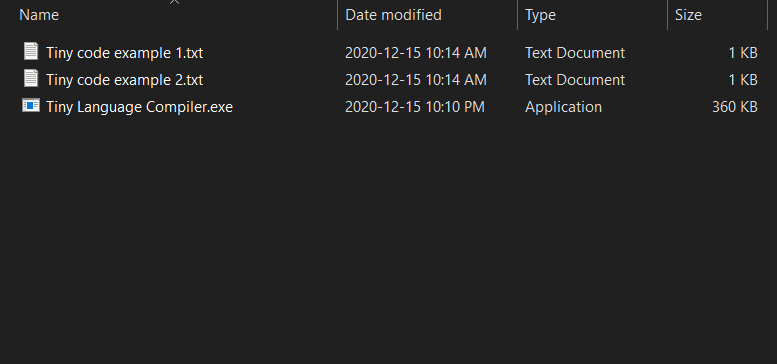 Name Date modified Type Size
Tiny code example 1.txt 2020-12-15 10:14 AM Text Document 1 KB
Tiny code example 2.txt 2020-12-15 10:14 AM Text Document 1 KB
Tiny Language Compiler.exe 2020-12-15 10:10 PM Application 360 KB